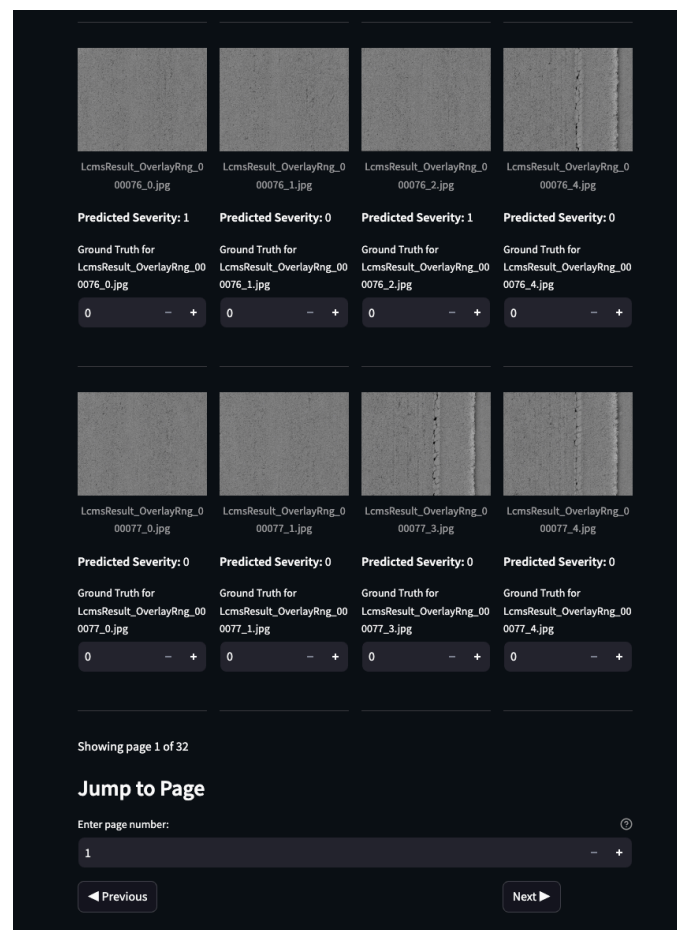 LcmsResult_OverlayRng_0
00076_0.jpg
LcmsResult_OverlayRng_0
00076_1.jpg
LcmsResult_OverlayRng_0
00076_2.jpg
LcmsResult_OverlayRng_0
00076_4.jpg
Predicted Severity: 1
Predicted Severity: 0
Predicted Severity: 1
Predicted Severity: 0
Ground Truth for
LcmsResult_OverlayRng_00
0076_0.jpg
Ground Truth for
LcmsResult_OverlayRng_00
0076_1.jpg
Ground Truth for
LcmsResult_OverlayRng_00
0076_2.jpg
Ground Truth for
LcmsResult_OverlayRng_00
0076_4.jpg
0 − +
0 − +
0 − +
0 − +
LcmsResult_OverlayRng_0
00077_0.jpg
LcmsResult_OverlayRng_0
00077_1.jpg
LcmsResult_OverlayRng_0
00077_3.jpg
LcmsResult_OverlayRng_0
00077_4.jpg
Predicted Severity: 0
Predicted Severity: 0
Predicted Severity: 0
Predicted Severity: 0
Ground Truth for
LcmsResult_OverlayRng_00
0077_0.jpg
Ground Truth for
LcmsResult_OverlayRng_00
0077_1.jpg
Ground Truth for
LcmsResult_OverlayRng_00
0077_3.jpg
Ground Truth for
LcmsResult_OverlayRng_00
0077_4.jpg
0 − +
0 − +
0 − +
0 − +
Showing page 1 of 32
Jump to Page
Enter page number: ?
1 − +
◀ Previous
Next ▶